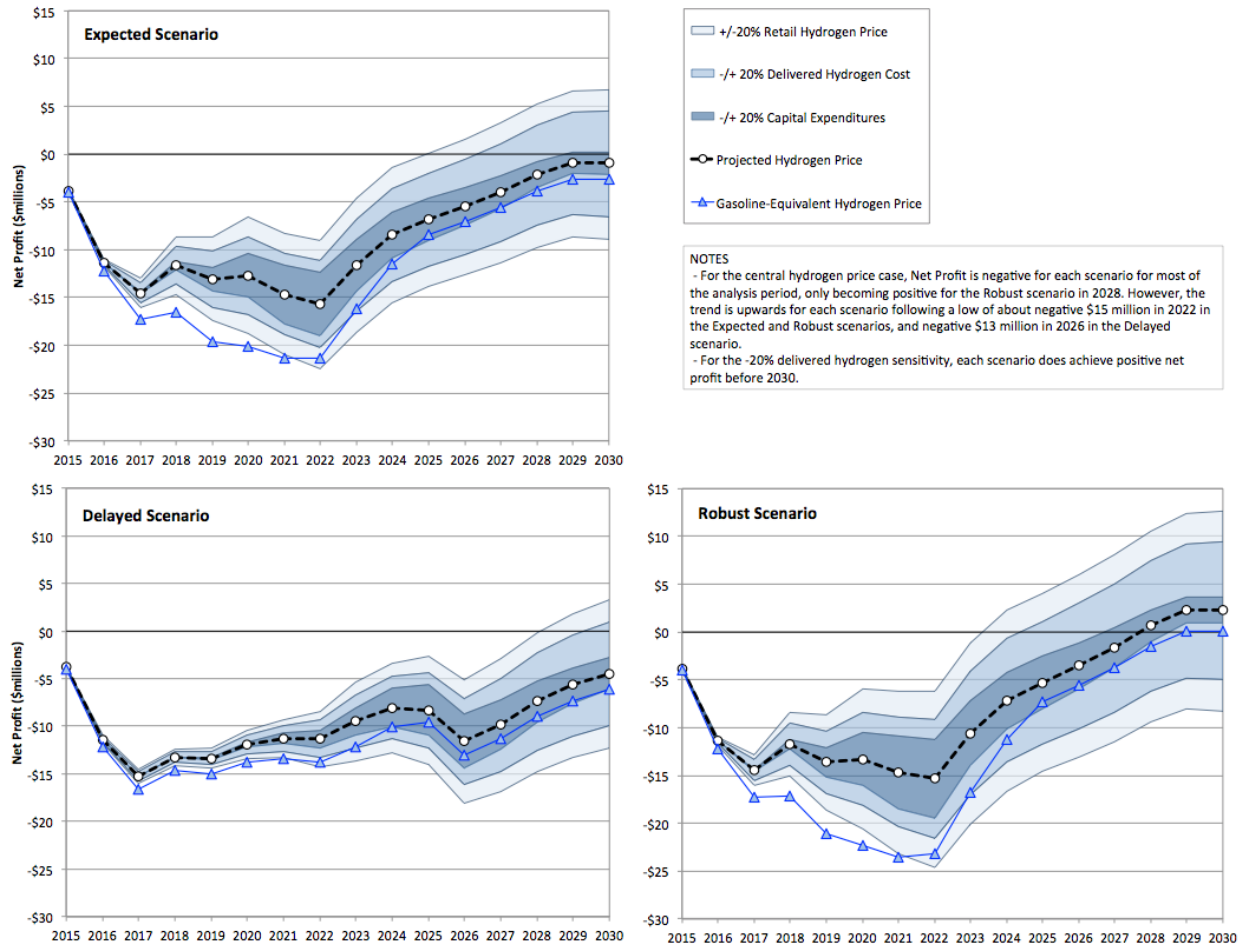 Expected Scenario
Net Profit ($millions)
$15
$10
$5
$0
-$5
-$10
-$15
-$20
-$25
-$30
2015 2016 2017 2018 2019 2020 2021 2022 2023 2024 2025 2026 2027 2028 2029 2030
+/-20% Retail Hydrogen Price
-/+ 20% Delivered Hydrogen Cost
-/+ 20% Capital Expenditures
Projected Hydrogen Price
Gasoline-Equivalent Hydrogen Price
NOTES
- For the central hydrogen price case, Net Profit is negative for each scenario for most of
the analysis period, only becoming positive for the Robust scenario in 2028. However, the
trend is upwards for each scenario following a low of about negative $15 million in 2022 in
the Expected and Robust scenarios, and negative $13 million in 2026 in the Delayed
scenario.
- For the -20% delivered hydrogen sensitivity, each scenario does achieve positive net
profit before 2030.
Delayed Scenario
Net Profit ($millions)
$15
$10
$5
$0
-$5
-$10
-$15
-$20
-$25
-$30
2015 2016 2017 2018 2019 2020 2021 2022 2023 2024 2025 2026 2027 2028 2029 2030
Robust Scenario
$15
$10
$5
$0
-$5
-$10
-$15
-$20
-$25
-$30
2015 2016 2017 2018 2019 2020 2021 2022 2023 2024 2025 2026 2027 2028 2029 2030